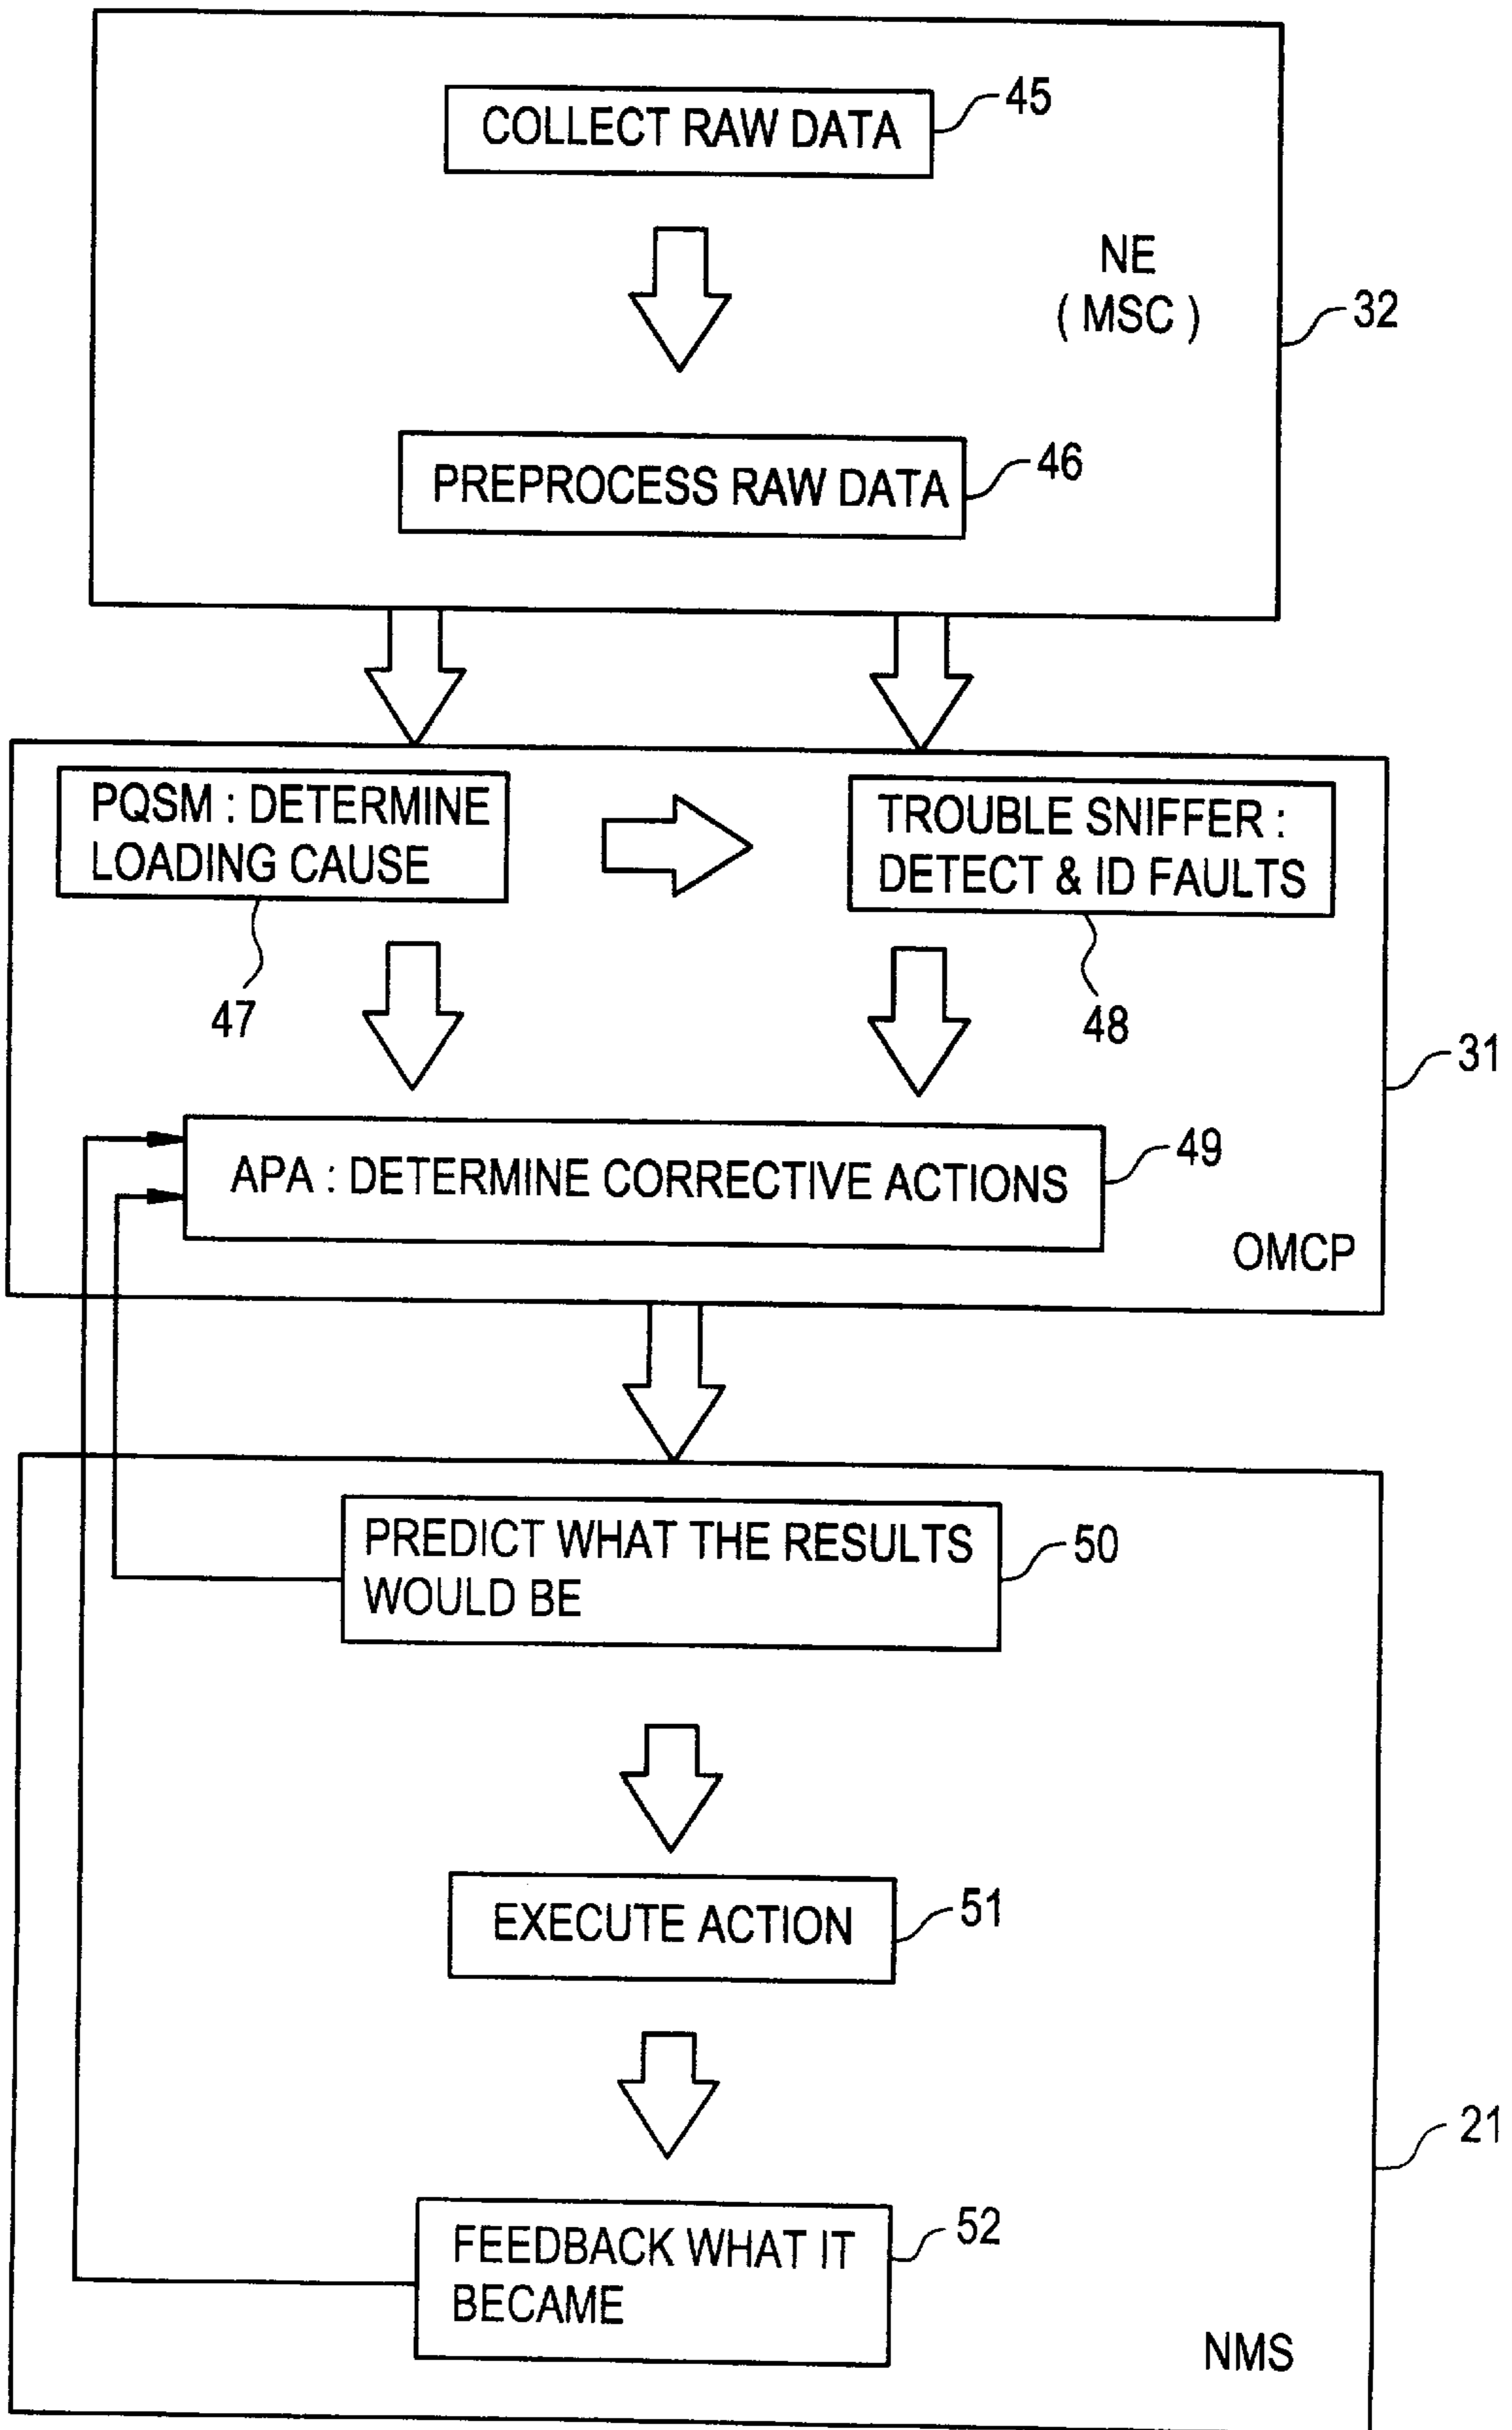 COLLECT RAW DATA
45
NE
( MSC )
32
PREPROCESS RAW DATA
46
PQSM : DETERMINE
LOADING CAUSE
47
TROUBLE SNIFFER :
DETECT & ID FAULTS
48
31
APA : DETERMINE CORRECTIVE ACTIONS
49
OMCP
PREDICT WHAT THE RESULTS
WOULD BE
50
EXECUTE ACTION
51
21
FEEDBACK WHAT IT
BECAME
52
NMS